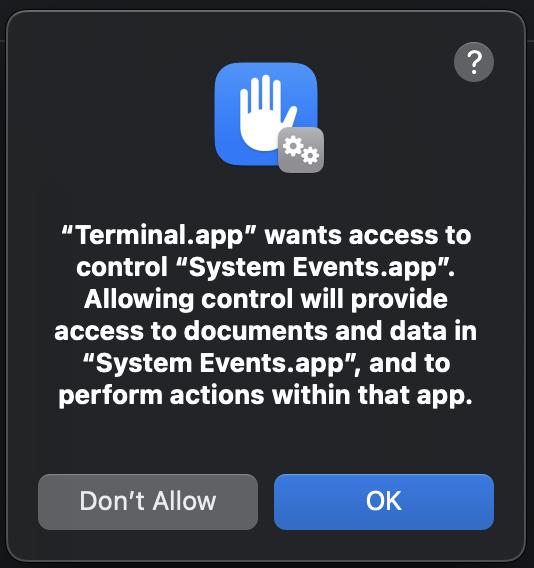 ?
“Terminal.app” wants access to
control “System Events.app”.
Allowing control will provide
access to documents and data in
“System Events.app”, and to
perform actions within that app.
Don’t Allow
OK